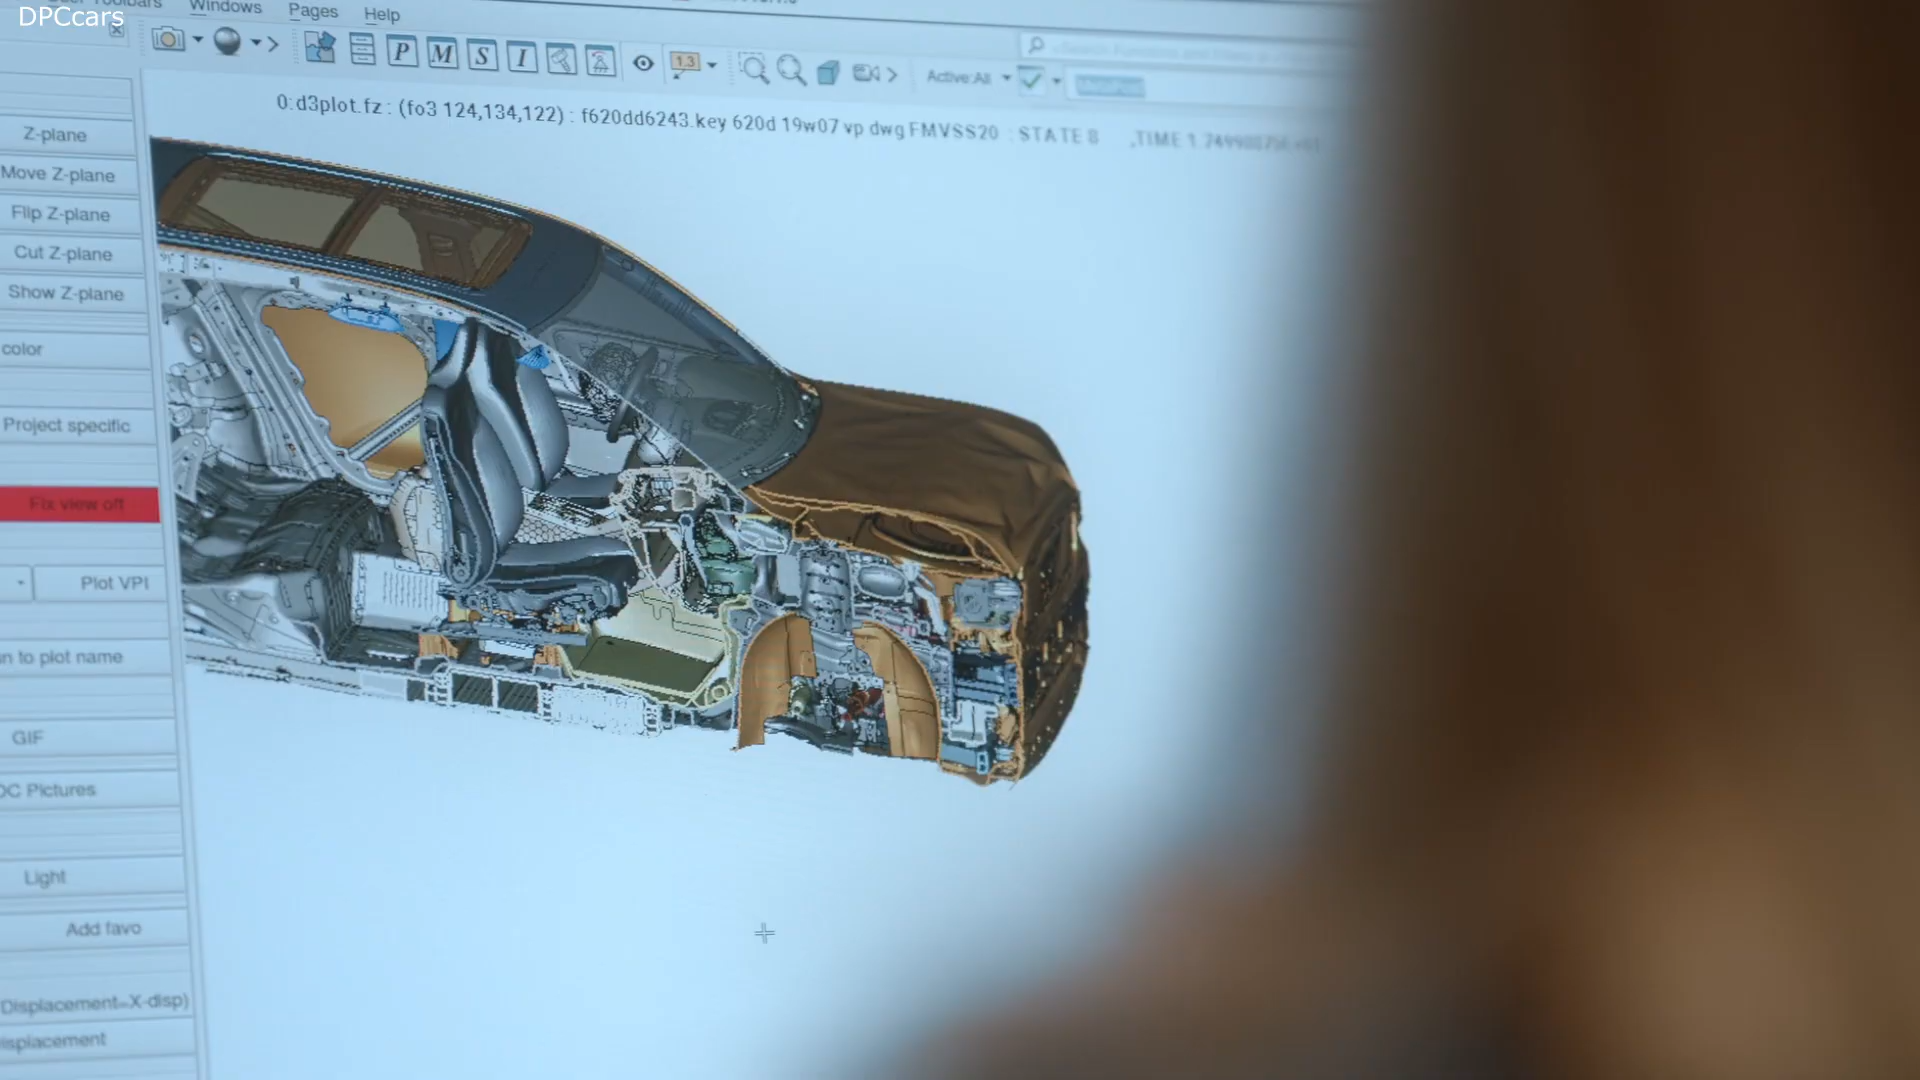 DPCcars
Windows
Pages
Help
P M S I
1.3
Active:All
0:d3plot.fz : (fo3 124,134,122) : f620dd6243.key 620d 19w07 vp dwg FMVSS20 : STATE 8 ,TIME
Z-plane
Move Z-plane
Flip Z-plane
Cut Z-plane
Show Z-plane
color
Project specific
Fix view off
Plot VPI
to plot name
GIF
Pictures
Light
Add favo
Displacement=X-disp)